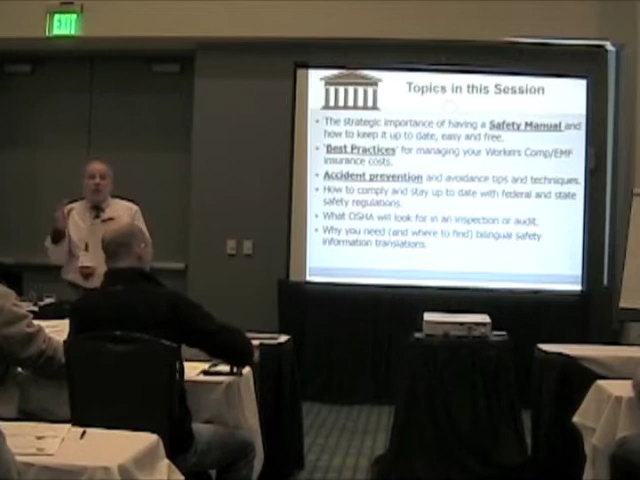 EXIT
Topics in this Session
• The strategic importance of having a Safety Manual and
how to keep it up to date, easy and free.
• 'Best Practices' for managing your Workers Comp/EMF
insurance costs.
• Accident prevention and avoidance tips and techniques.
• How to comply and stay up to date with federal and state
safety regulations.
• What OSHA will look for in an inspection or audit.
• Why you need (and where to find) bilingual safety
information translations.